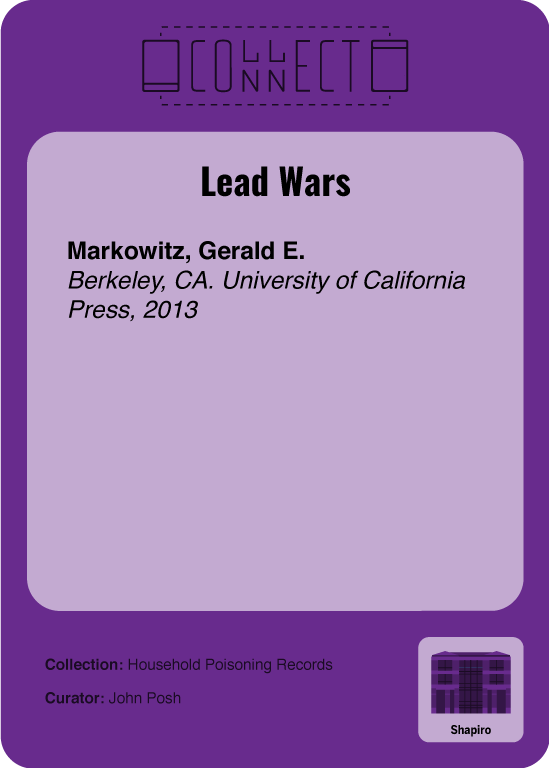 COLLECT
CONNECT
Lead Wars
Markowitz, Gerald E.
Berkeley, CA. University of California
Press, 2013
Collection: Household Poisoning Records
Curator: John Posh
Shapiro